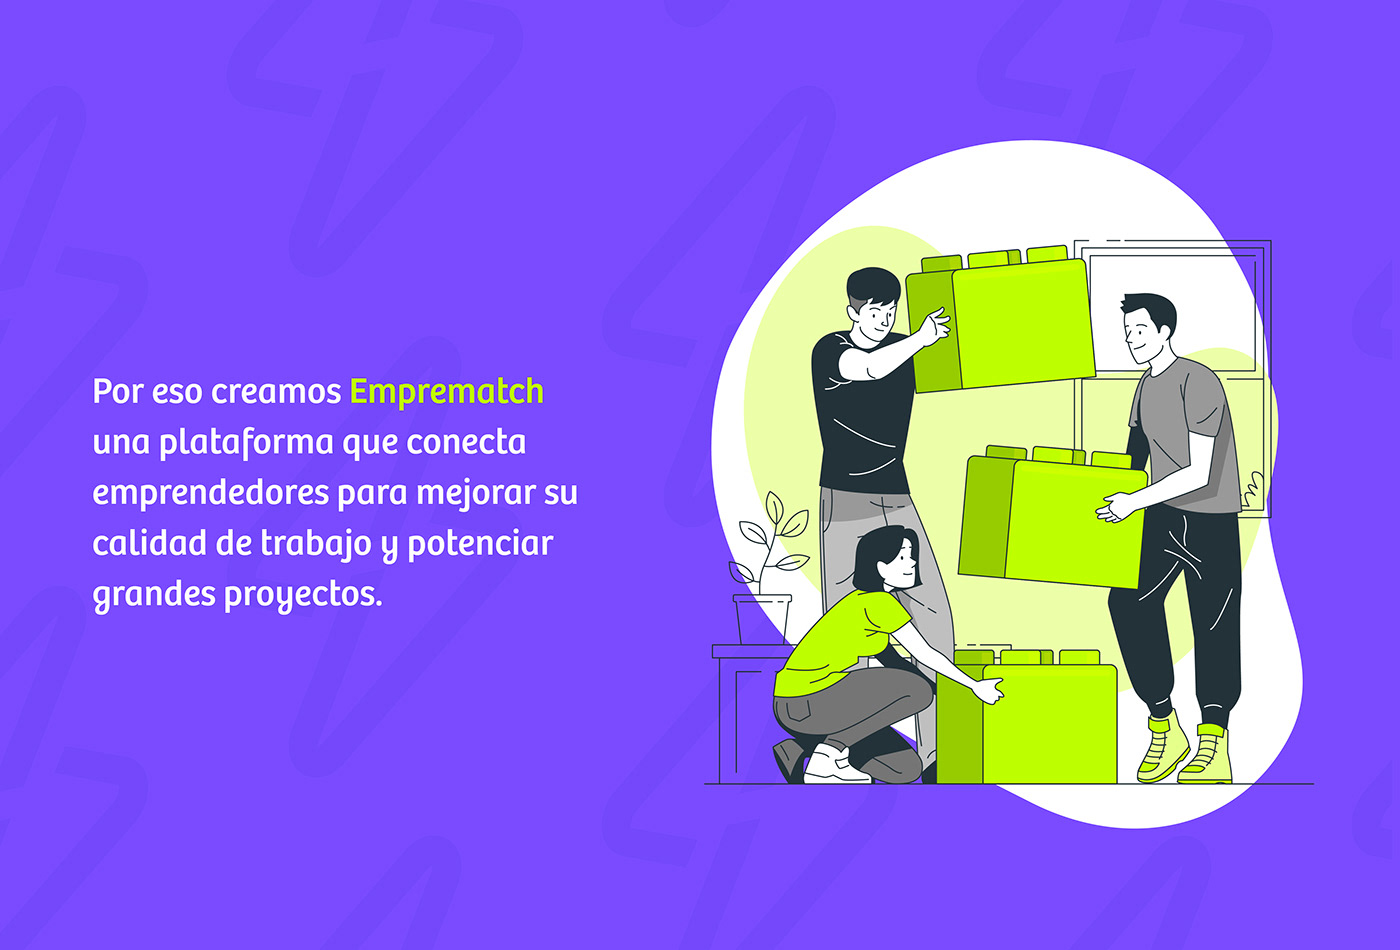 Por eso creamos Emprematch
una plataforma que conecta
emprendedores para mejorar su
calidad de trabajo y potenciar
grandes proyectos.